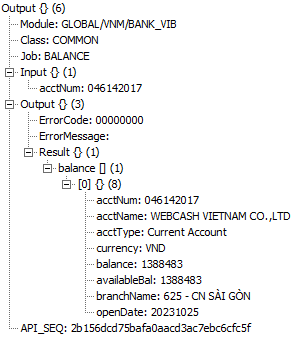 Output {} (6)
Module: GLOBAL/VNM/BANK_VIB
Class: COMMON
Job: BALANCE
Input {} (1)
acctNum: 046142017
Output {} (3)
ErrorCode: 00000000
ErrorMessage:
Result {} (1)
balance [] (1)
[0] {} (8)
acctNum: 046142017
acctName: WEBCASH VIETNAM CO.,LTD
acctType: Current Account
currency: VND
balance: 1388483
availableBal: 1388483
branchName: 625 - CN SÀI GÒN
openDate: 20231025
API_SEQ: 2b156dcd75bafa0aacd3ac7ebc6cfc5f